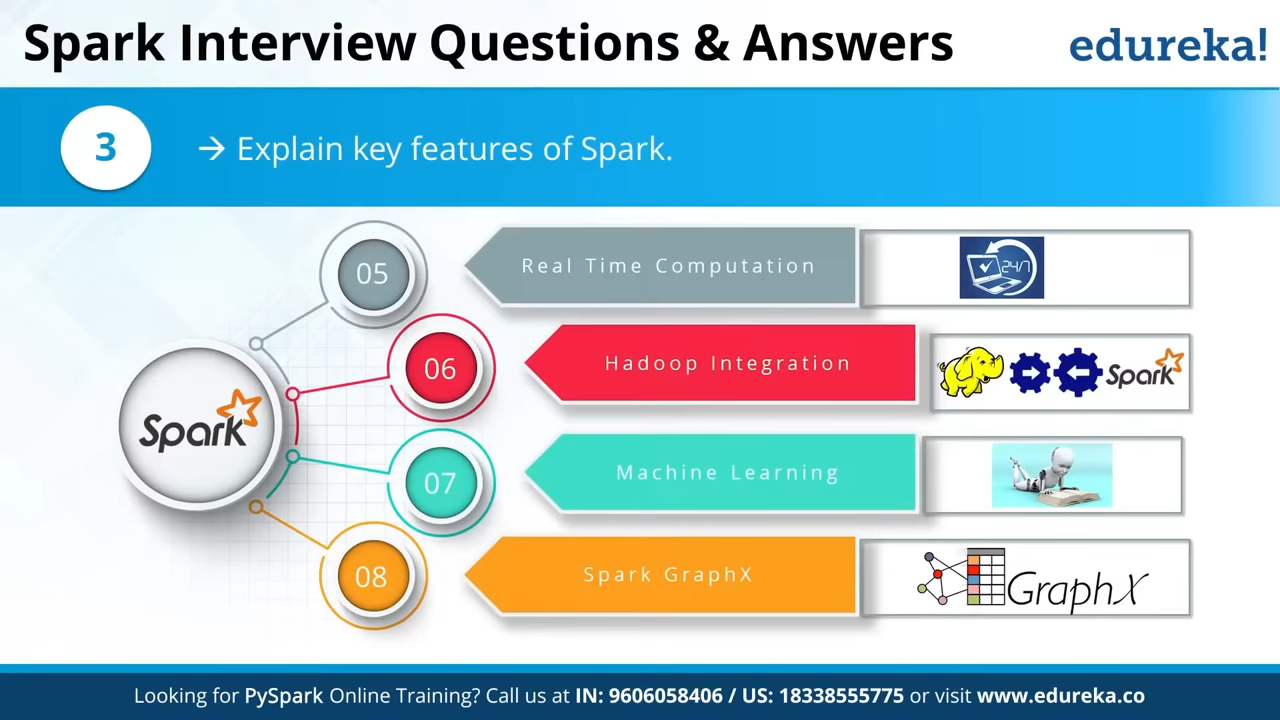 Spark Interview Questions & Answers
edureka!
3
→ Explain key features of Spark.
05
Real Time Computation
24/7
06
Hadoop Integration
Spark
07
Machine Learning
08
Spark GraphX
GraphX
Spark
Looking for PySpark Online Training? Call us at IN: 9606058406 / US: 18338555775 or visit www.edureka.co